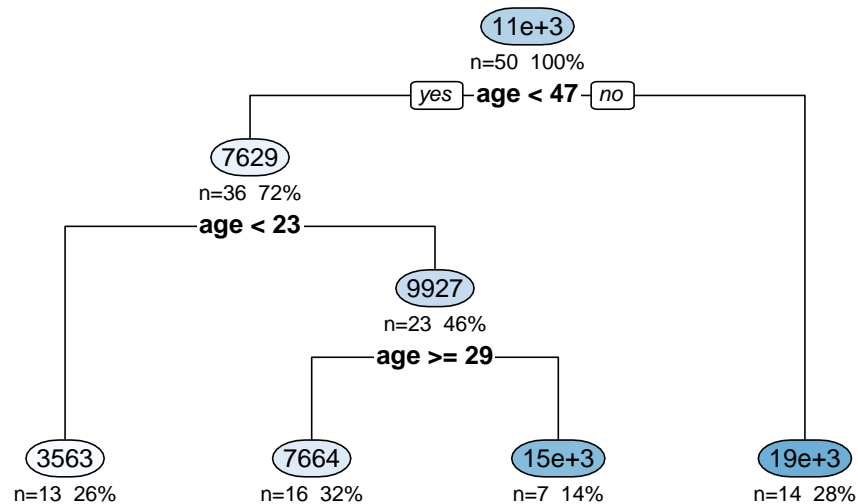 11e+3
n=50 100%
yes age < 47 no
7629
n=36 72%
age < 23
9927
n=23 46%
age >= 29
3563 7664 15e+3 19e+3
n=13 26% n=16 32% n=7 14% n=14 28%